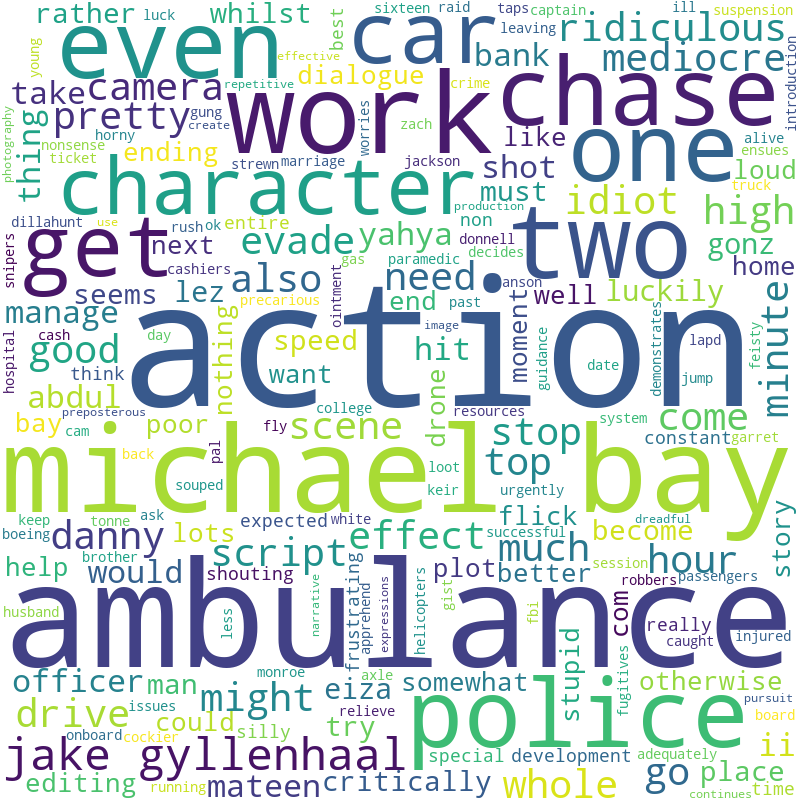 rather luck whilst
young
even
car
best
sixteen raid taps captain ill
leaving
suspension
ridiculous
introduction
effective
repetitive
dialogue
bank
crime
mediocre
take camera
work
chase
photography
pretty
gung
create
worries
zach
like
one
alive
ensues
nonsense
horny
thing
ticket
ending
strewn marriage jackson
shot
must
idiot
truck
loud
character
production
high
dillahunt use
rush ok
entire
evade
yahya
non donnell
two
gonz
snipers
get
next
cashiers
gas
paramedic
decides
anson
home
seems
lez
also
precarious
ointment
need
end past
moment
well
luckily
manage
action
image
guidance
date
demonstrates
lapd
feisty
minute
hospital
cash
day
nothing
speed
hit
jump
good
think
want
drone
abdul
preposterous
college
resources
system
come
bay
cam
poor
fly
scene
stop
constant garret
back
pal
loot
top
michael bay
souped
keir
urgently
boeing
keep tonne
ask
danny
lots
expected white
effect
successful
flick
dreadful
become
story
help
brother
would
shouting
script
frustrating
apprehend
expressions
helicopters
plot
gist
much
better
session
fbi
robbers
hour
passengers
com
really
caught
injured
husband
less
narrative
ambulance
officer man
monroe
axle
relieve
eiza
somewhat
stupid
fugitives
otherwise
pursuit
drive
issues
might
onboard cockier
could
silly
try
police
board
ii
jake gyllenhaal
special development
adequately
go place
editing
running
mateen
critically
whole
continues
time